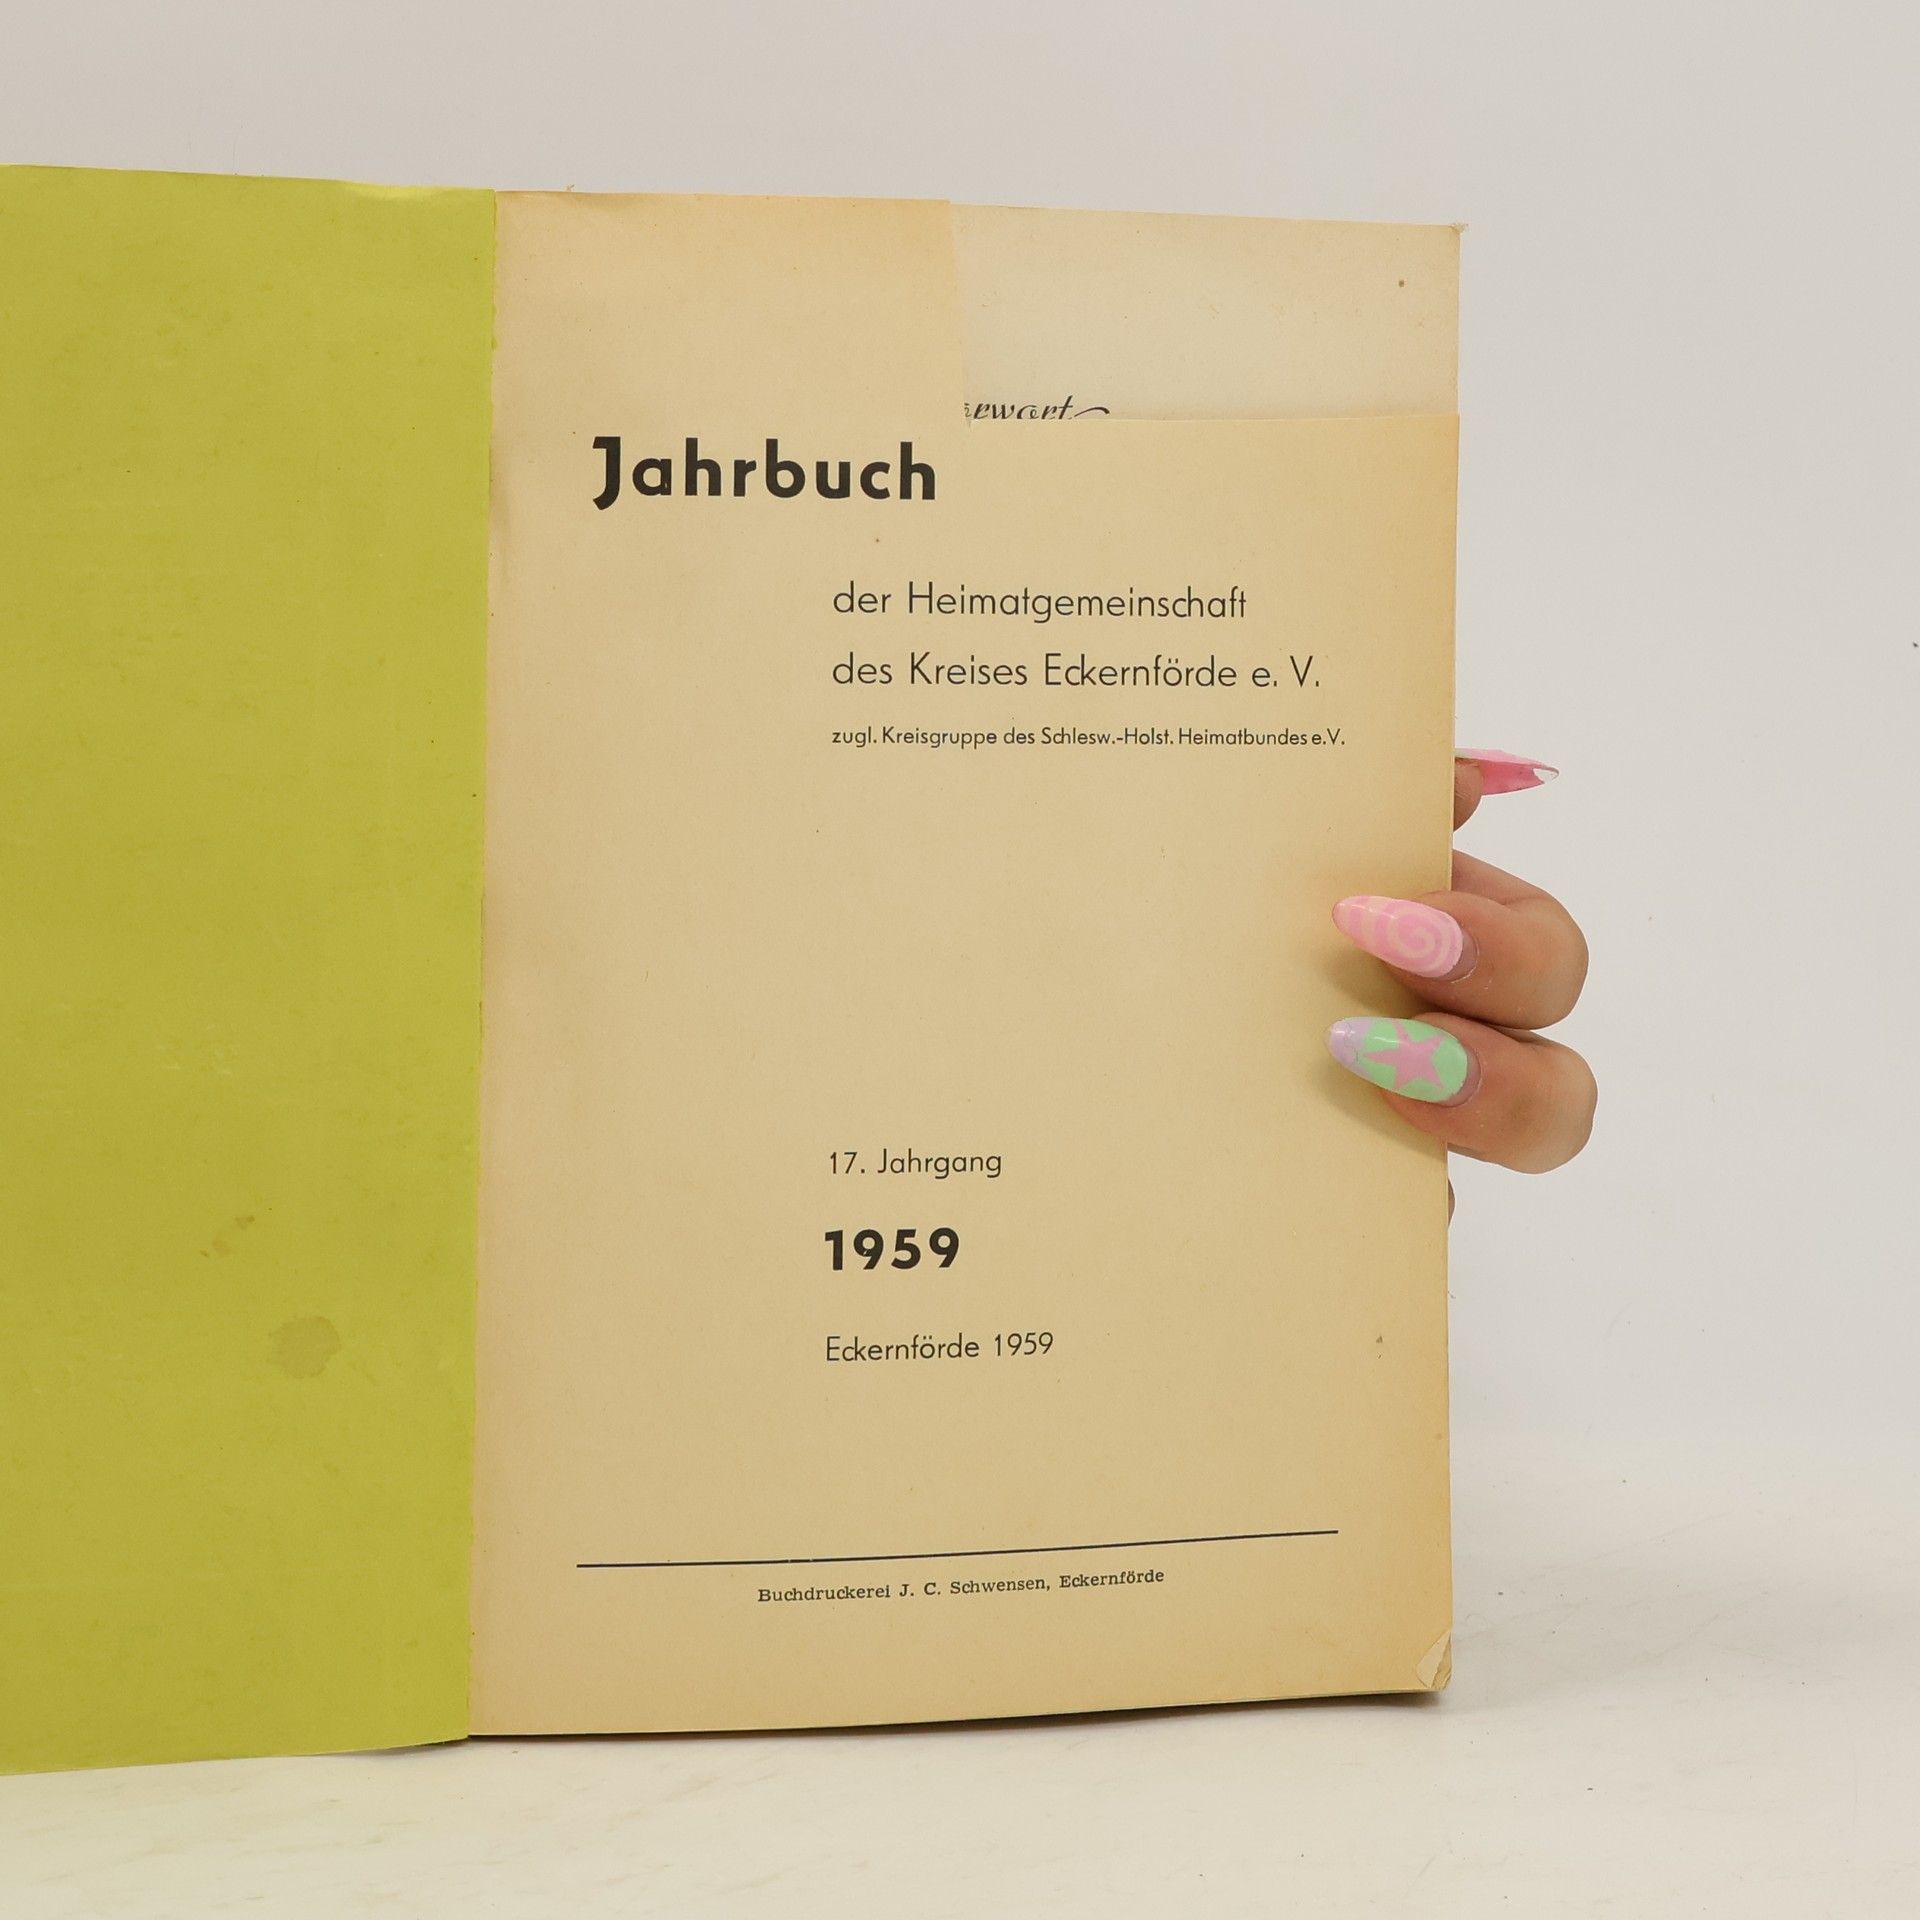 Jahrbuch
der Heimatgemeinschaft
des Kreises Eckernförde e. V.
zugl. Kreisgruppe des Schlesw.-Holst. Heimatbundes e.V.
17. Jahrgang
1959
Eckernförde 1959
Buchdruckerei J. C. Schwensen, Eckernförde